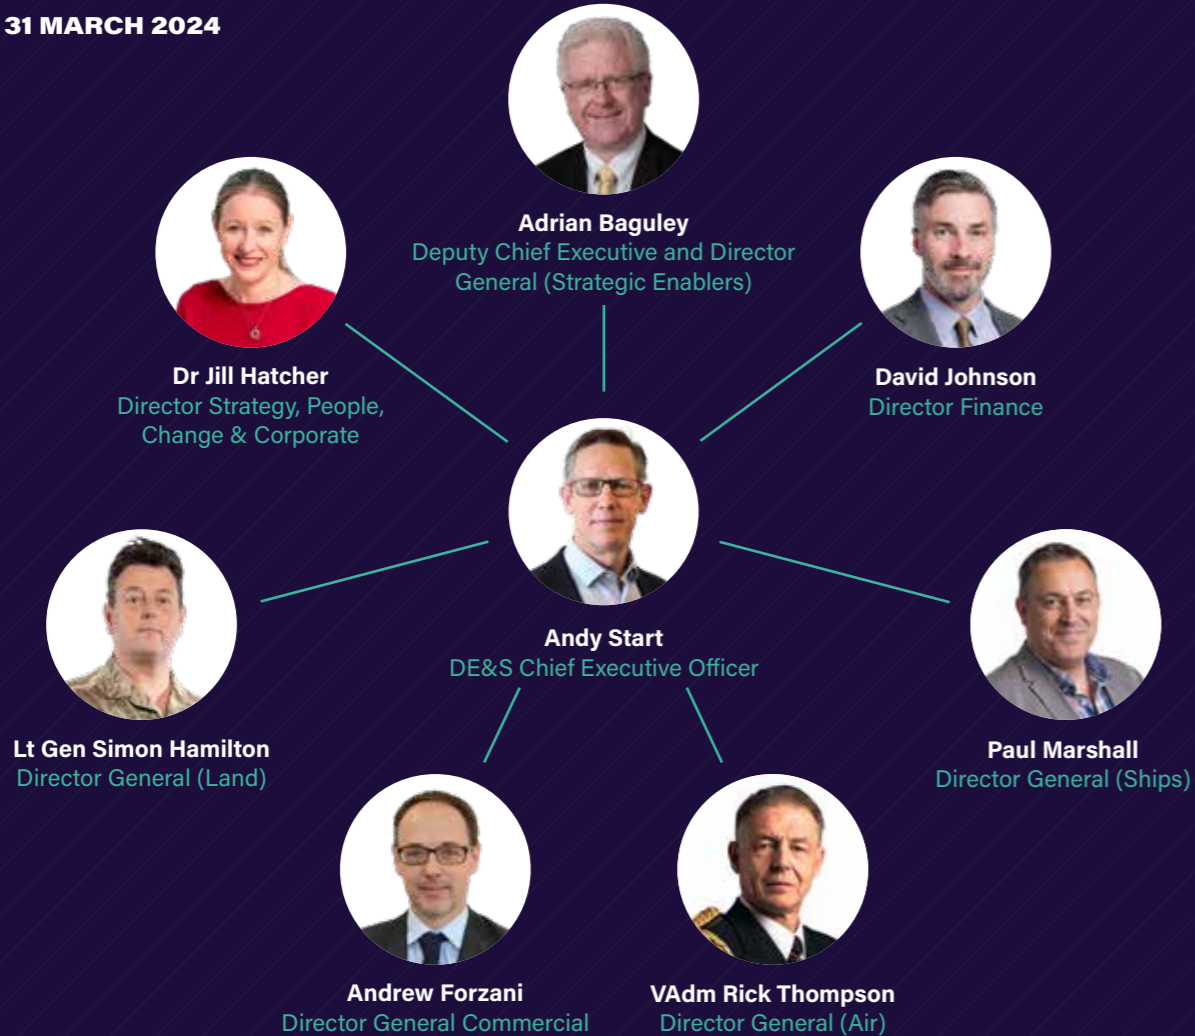 31 MARCH 2024
Adrian Baguley
Deputy Chief Executive and Director
General (Strategic Enablers)
Dr Jill Hatcher
Director Strategy, People,
Change & Corporate
David Johnson
Director Finance
Andy Start
DE&S Chief Executive Officer
Lt Gen Simon Hamilton
Director General (Land)
Paul Marshall
Director General (Ships)
Andrew Forzani
Director General Commercial
VAdm Rick Thompson
Director General (Air)